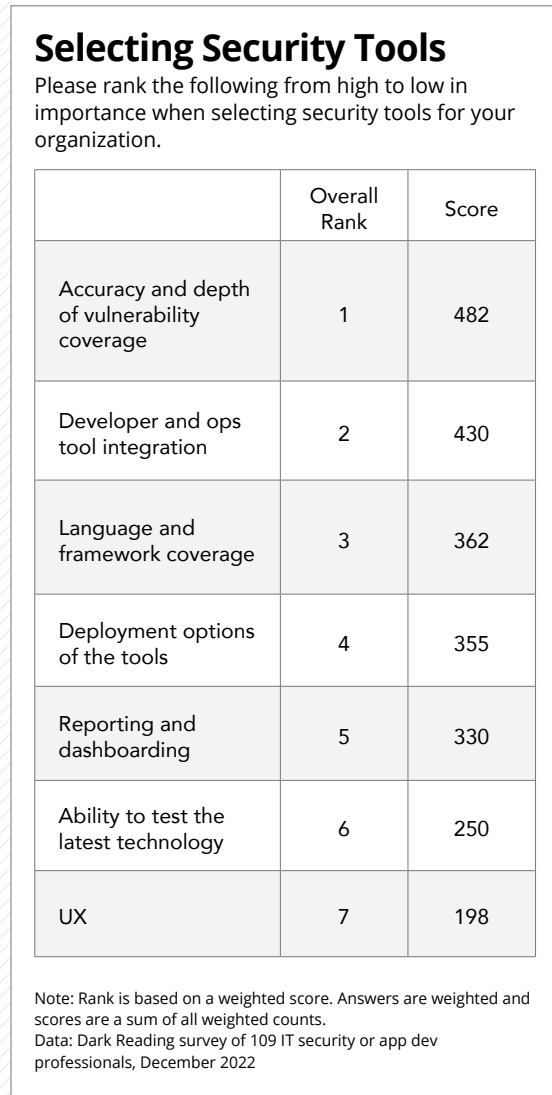 Selecting Security Tools
Please rank the following from high to low in
importance when selecting security tools for your
organization.
Overall
Rank
Score
Accuracy and depth
of vulnerability
coverage
1
482
Developer and ops
tool integration
2
430
Language and
framework coverage
3
362
Deployment options
of the tools
4
355
Reporting and
dashboarding
5
330
Ability to test the
latest technology
6
250
UX
7
198
Note: Rank is based on a weighted score. Answers are weighted and
scores are a sum of all weighted counts.
Data: Dark Reading survey of 109 IT security or app dev
professionals, December 2022